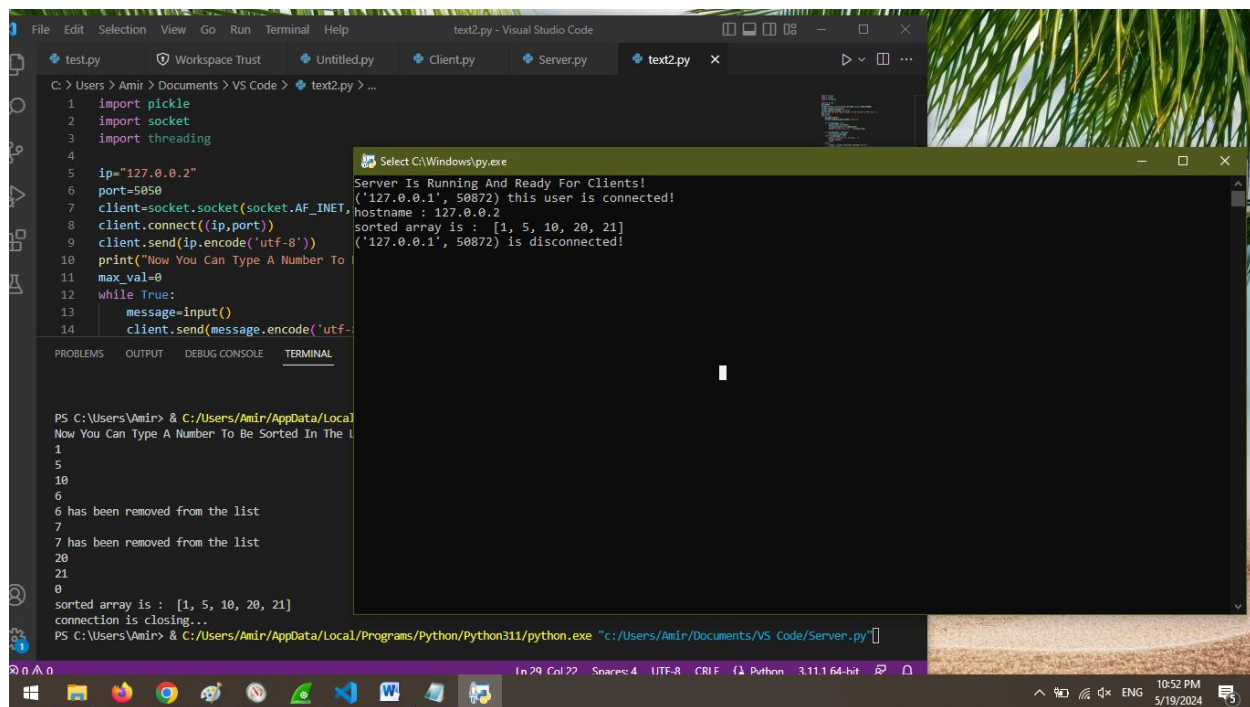 File Edit Selection View Go Run Terminal Help text2.py - Visual Studio Code
test.py Workspace Trust Untitled.py Client.py Server.py text2.py
C: > Users > Amir > Documents > VS Code > text2.py > ...
1 import pickle
2 import socket
3 import threading
4
5 ip="127.0.0.2"
6 port=5050
7 client=socket.socket(socket.AF_INET,
8 client.connect((ip,port))
9 client.send(ip.encode('utf-8'))
10 print("Now You Can Type A Number To
11 max_val=0
12 while True:
13 message=input()
14 client.send(message.encode('utf-
Select C:\Windows\py.exe
Server Is Running And Ready For Clients!
('127.0.0.1', 50872) this user is connected!
hostname : 127.0.0.2
sorted array is : [1, 5, 10, 20, 21]
('127.0.0.1', 50872) is disconnected!
PROBLEMS OUTPUT DEBUG CONSOLE TERMINAL
PS C:\Users\Amir> & C:/Users/Amir/AppData/Local
Now You Can Type A Number To Be Sorted In The
1
5
10
6
6 has been removed from the list
7
7 has been removed from the list
20
21
0
sorted array is : [1, 5, 10, 20, 21]
connection is closing...
PS C:\Users\Amir> & C:/Users/Amir/AppData/Local/Programs/Python/Python311/python.exe "c:/Users/Amir/Documents/VS Code/Server.py"
0 0 Ln 29, Col 22 Spaces: 4 UTF-8 CRLF Python 3.11.1 64-bit
ENG 10:52 PM
5/19/2024